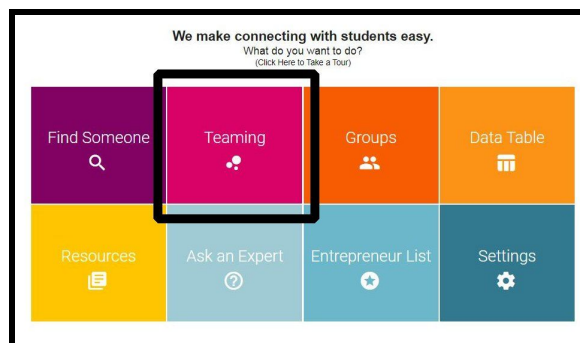 We make connecting with students easy.
What do you want to do?
(Click Here to Take a Tour)
Find Someone
Teaming
Groups
Data Table
Resources
Ask an Expert
Entrepreneur List
Settings